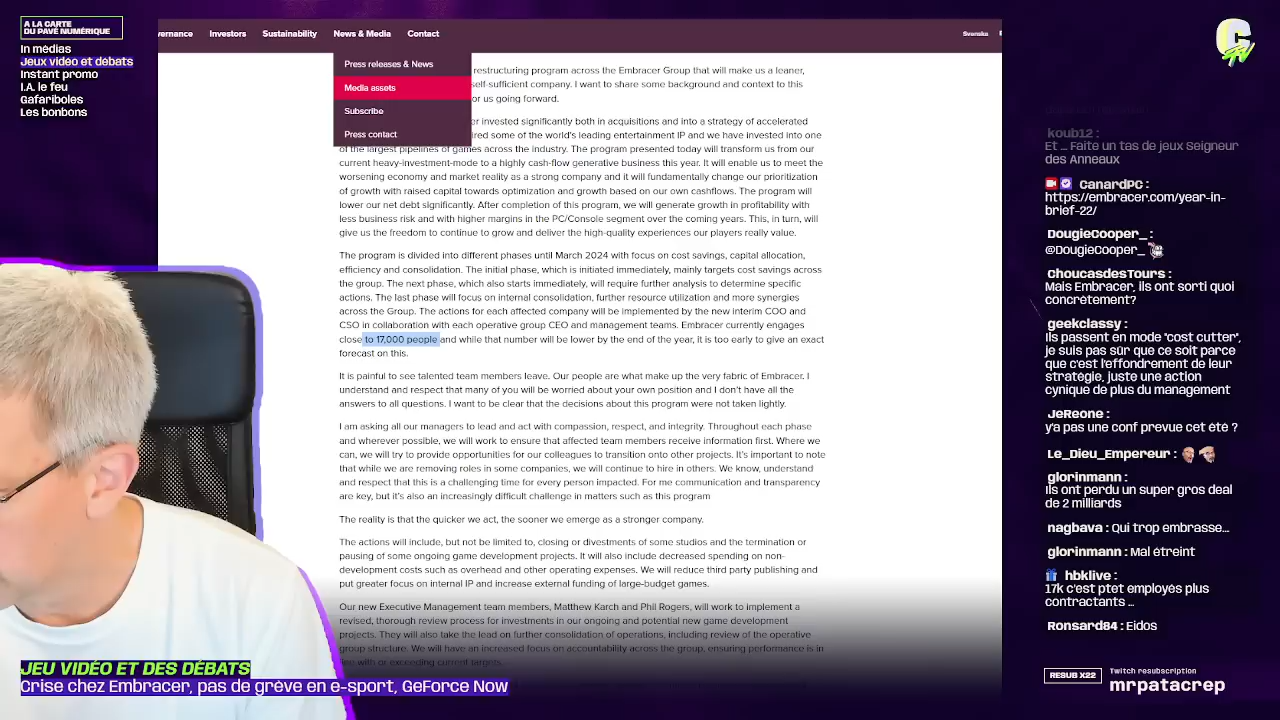 A LA CARTE
DU PAVÉ NUMÉRIQUE
In médias
Jeux vidéo et débats
Instant promo
I.A. le feu
Gafariboles
Les bonbons
vernance
Investors
Sustainability
News & Media
Contact
Svenska
Press releases & News
Media assets
Subscribe
Press contact
restructuring program across the Embracer Group that will make us a leaner,
self-sufficient company. I want to share some background and context to this
or us going forward.
er invested significantly both in acquisitions and into a strategy of accelerated
ired some of the world's leading entertainment IP and we have invested into one
of the largest pipelines of games across the industry. The program presented today will transform us from our
current heavy-investment-mode to a highly cash-flow generative business this year. It will enable us to meet the
worsening economy and market reality as a strong company and it will fundamentally change our prioritization
of growth with raised capital towards optimization and growth based on our own cashflows. The program will
lower our net debt significantly. After completion of this program, we will generate growth in profitability with
less business risk and with higher margins in the PC/Console segment over the coming years. This, in turn, will
give us the freedom to continue to grow and deliver the high-quality experiences our players really value.
The program is divided into different phases until March 2024 with focus on cost savings, capital allocation,
efficiency and consolidation. The initial phase, which is initiated immediately, mainly targets cost savings across
the group. The next phase, which also starts immediately, will require further analysis to determine specific
actions. The last phase will focus on internal consolidation, further resource utilization and more synergies
across the Group. The actions for each affected company will be implemented by the new interim COO and
CSO in collaboration with each operative group CEO and management teams. Embracer currently engages
close to 17,000 people and while that number will be lower by the end of the year, it is too early to give an exact
forecast on this.
It is painful to see talented team members leave. Our people are what make up the very fabric of Embracer. I
understand and respect that many of you will be worried about your own position and I don't have all the
answers to all questions. I want to be clear that the decisions about this program were not taken lightly.
I am asking all our managers to lead and act with compassion, respect, and integrity. Throughout each phase
and wherever possible, we will work to ensure that affected team members receive information first. Where we
can, we will try to provide opportunities for our colleagues to transition onto other projects. It's important to note
that while we are removing roles in some companies, we will continue to hire in others. We know, understand
and respect that this is a challenging time for every person impacted. For me communication and transparency
are key, but it's also an increasingly difficult challenge in matters such as this program
The reality is that the quicker we act, the sooner we emerge as a stronger company.
The actions will include, but not be limited to, closing or divestments of some studios and the termination or
pausing of some ongoing game development projects. It will also include decreased spending on non-
development costs such as overhead and other operating expenses. We will reduce third party publishing and
put greater focus on internal IP and increase external funding of large-budget games.
Our new Executive Management team members, Matthew Karch and Phil Rogers, will work to implement a
revised, thorough review process for investments in our ongoing and potential new game development
projects. They will also take the lead on further consolidation of operations, including review of the operative
group structure. We will have an increased focus on accountability across the group, ensuring performance is in
line with or exceeding current targets.
koub12 :
Et ... Faite un tas de jeux Seigneur
des Anneaux
CanardPC :
https://embracer.com/year-in-
brief-22/
DougieCooper_ :
@DougieCooper_
Choucasdestours :
Mais Embracer, ils ont sorti quoi
concrètement?
geekclassy : "C'est super costaud",
je suis pas sûr que ce soit parce
que c'est l'effondrement de leur
stratégie, juste une action
cynique de plus du management
JeReone :
y'a pas une conf prevut cet été ?
Le_Dieu_Empereur :
glorimann :
ils ont perdu un super gros deal
de 2 milliards
nagbava : Qui trop embrasse...
glorimann : Mal étreint
hbklive :
17k c'est ptet employés plus
contractants ...
Ronsard84 : Eidos
JEU VIDÉO ET DES DÉBATS
Crise chez Embracer, pas de grève en e-sport, GeForce Now
RESUB X22
Twitch resubscription
mrpatacrep